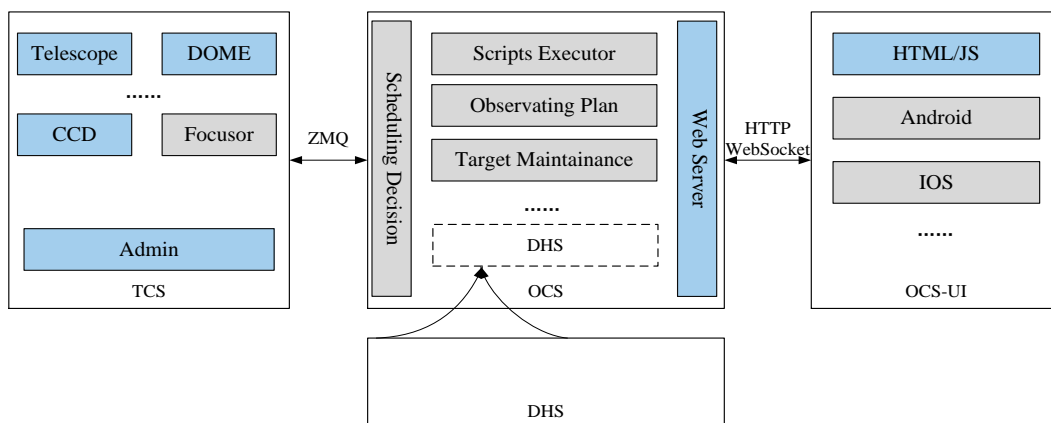 Telescope
DOME
......
CCD
Focusor
Admin
TCS
ZMQ
Scheduling Decision
Scripts Executor
Observating Plan
Target Maintainance
......
DHS
OCS
Web Server
HTTP
WebSocket
HTML/JS
Android
IOS
......
OCS-UI
DHS